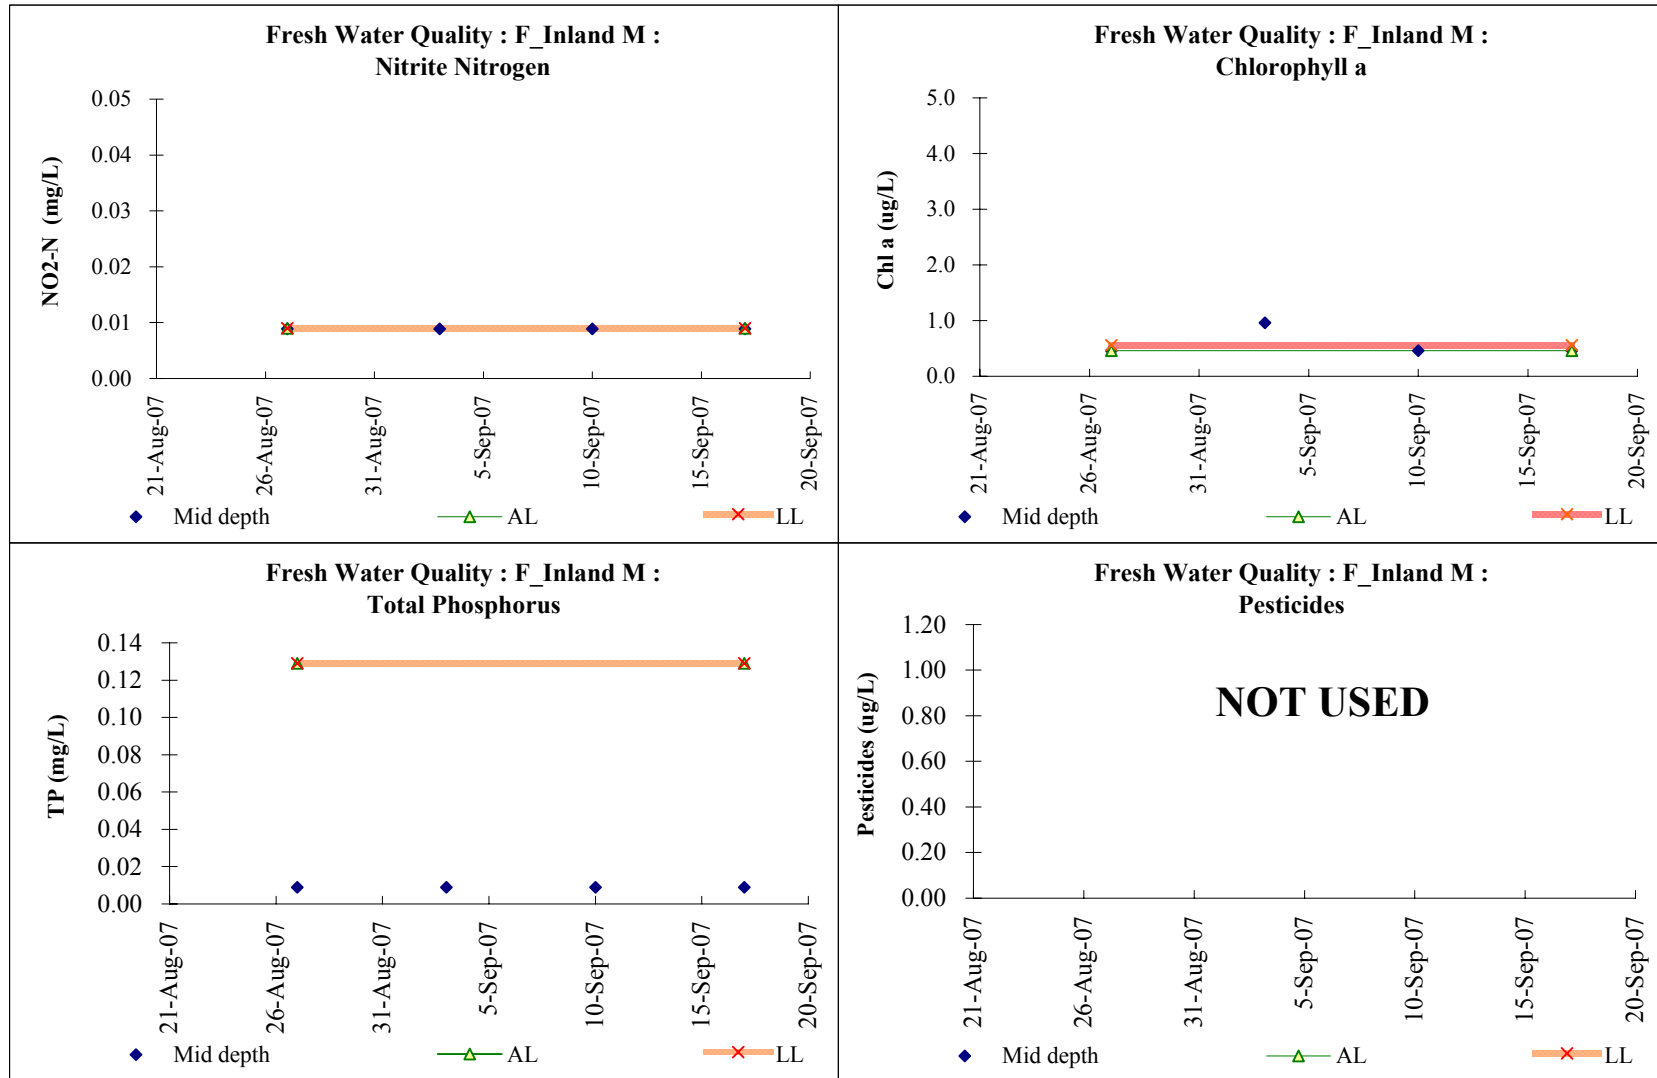 Fresh Water Quality : F_Inland M :
Nitrite Nitrogen
0.05
0.04
0.03
0.02
0.01
0.00
NO2-N (mg/L)
21-Aug-07
26-Aug-07
31-Aug-07
5-Sep-07
10-Sep-07
15-Sep-07
20-Sep-07
Mid depth AL LL
Fresh Water Quality : F_Inland M :
Chlorophyll a
5.0
4.0
3.0
2.0
1.0
0.0
Chl a (ug/L)
21-Aug-07
26-Aug-07
31-Aug-07
5-Sep-07
10-Sep-07
15-Sep-07
20-Sep-07
Mid depth AL LL
Fresh Water Quality : F_Inland M :
Total Phosphorus
0.14
0.12
0.10
0.08
0.06
0.04
0.02
0.00
TP (mg/L)
21-Aug-07
26-Aug-07
31-Aug-07
5-Sep-07
10-Sep-07
15-Sep-07
20-Sep-07
Mid depth AL LL
Fresh Water Quality : F_Inland M :
Pesticides
1.20
1.00
0.80
0.60
0.40
0.20
0.00
Pesticides (ug/L)
NOT USED
21-Aug-07
26-Aug-07
31-Aug-07
5-Sep-07
10-Sep-07
15-Sep-07
20-Sep-07
Mid depth AL LL